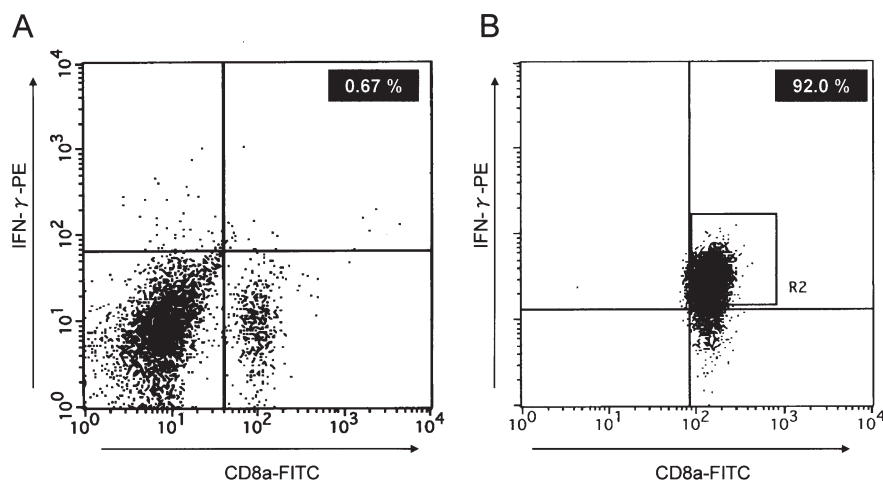 A
0.67 %
IFN-γ-PE
10^4
10^3
10^2
10^1
10^0
10^0 10^1 10^2 10^3 10^4
CD8a-FITC
B
92.0 %
IFN-γ-PE
R2
10^0 10^1 10^2 10^3 10^4
CD8a-FITC